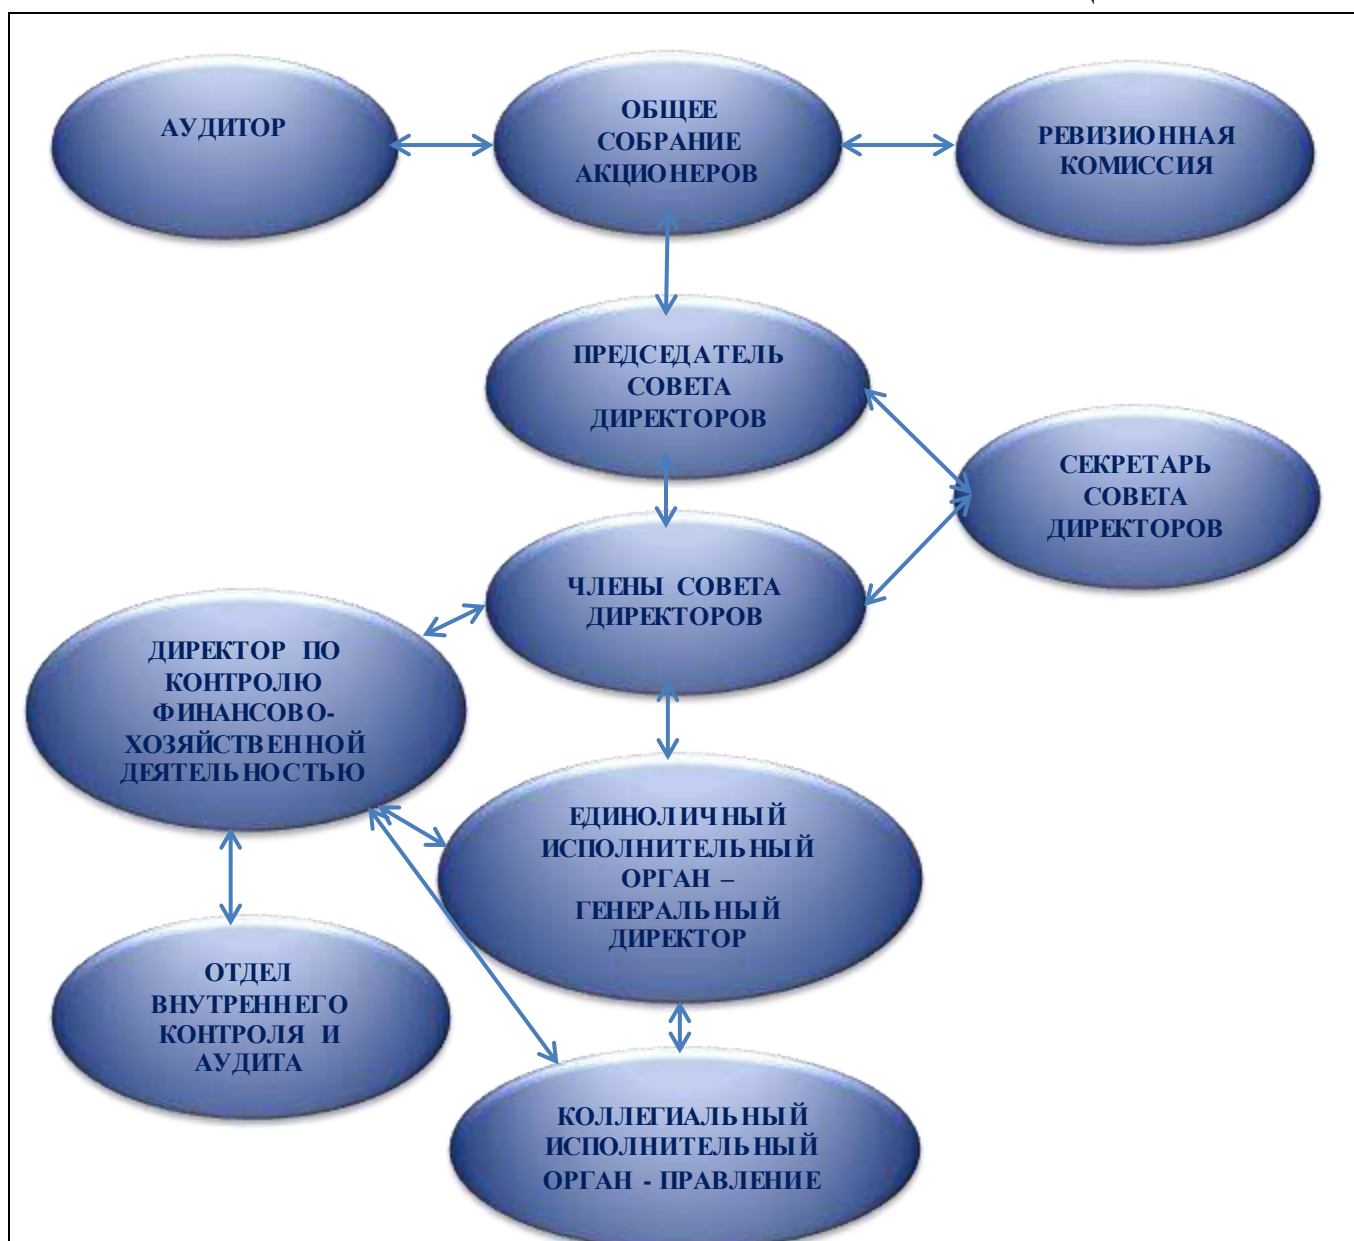 АУДИТОР
ОБЩЕЕ
СОБРАНИЕ
АКЦИОНЕРОВ
РЕВИЗИОННАЯ
КОМИССИЯ
ПРЕДСЕДАТЕЛЬ
СОВЕТА
ДИРЕКТОРОВ
СЕКРЕТАРЬ
СОВЕТА
ДИРЕКТОРОВ
ЧЛЕНЫ СОВЕТА
ДИРЕКТОРОВ
ДИРЕКТОР ПО
КОНТРОЛЮ
ФИНАНСОВО-
ХОЗЯЙСТВЕННОЙ
ДЕЯТЕЛЬНОСТЬЮ
ЕДИНОЛИЧНЫЙ
ИСПОЛНИТЕЛЬНЫЙ
ОРГАН –
ГЕНЕРАЛЬНЫЙ
ДИРЕКТОР
ОТДЕЛ
ВНУТРЕННЕГО
КОНТРОЛЯ И
АУДИТА
КОЛЛЕГИАЛЬНЫЙ
ИСПОЛНИТЕЛЬНЫЙ
ОРГАН - ПРАВЛЕНИЕ